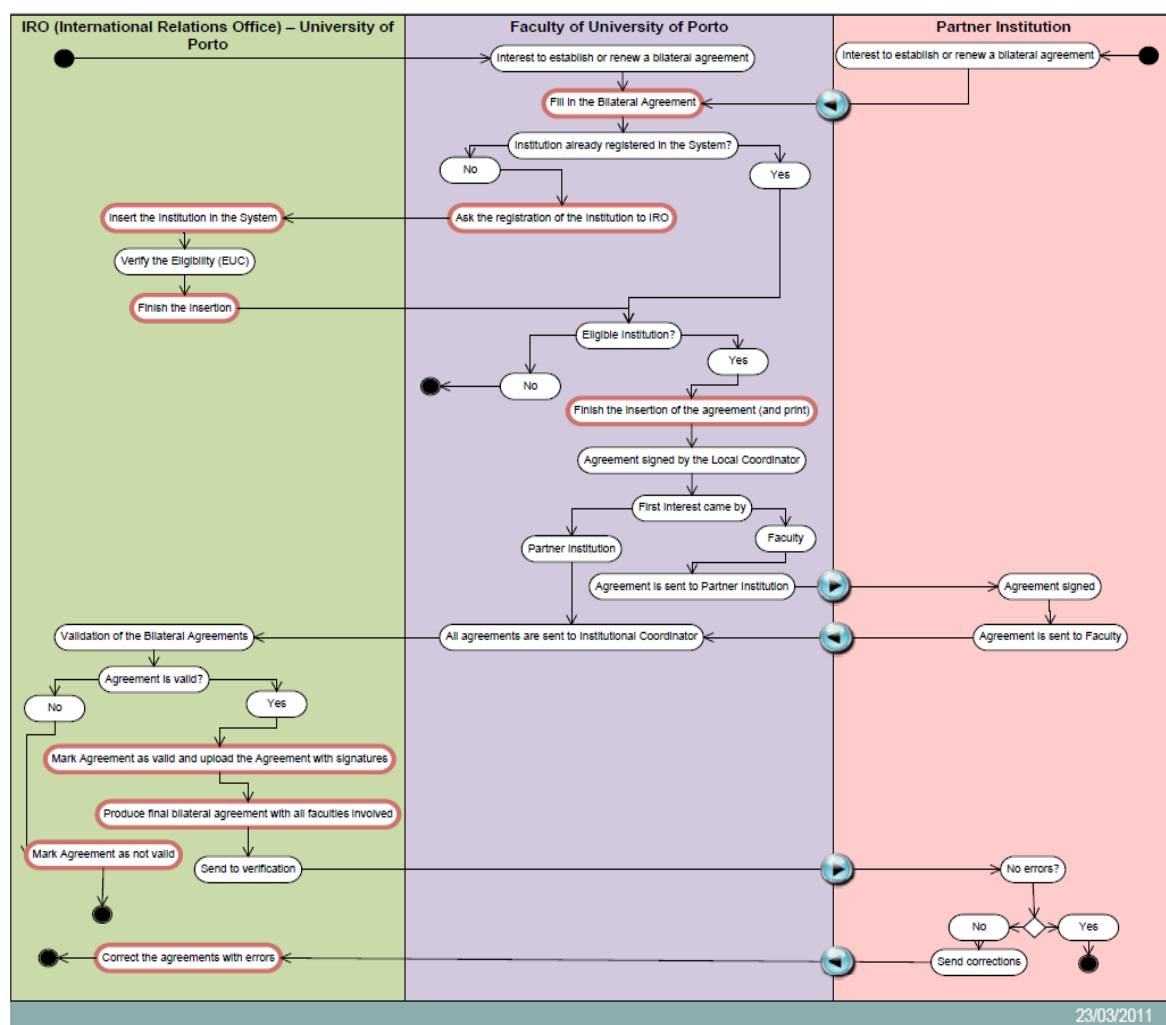 IRO (International Relations Office) – University of
Porto
Faculty of University of Porto
Partner Institution
Interest to establish or renew a bilateral agreement
Interest to establish or renew a bilateral agreement
Fill in the Bilateral Agreement
Institution already registered in the System?
No
Yes
Insert the Institution in the System
Ask the registration of the Institution to IRO
Verify the Eligibility (EUC)
Finish the Insertion
Eligible Institution?
Yes
No
Finish the insertion of the agreement (and print)
Agreement signed by the Local Coordinator
First Interest came by
Faculty
Partner Institution
Agreement is sent to Partner Institution
Agreement signed
Validation of the Bilateral Agreements
All agreements are sent to Institutional Coordinator
Agreement is sent to Faculty
Agreement is valid?
No
Yes
Mark Agreement as valid and upload the Agreement with signatures
Produce final bilateral agreement with all faculties involved
Mark Agreement as not valid
Send to verification
No errors?
No
Yes
Correct the agreements with errors
Send corrections
23/03/2011